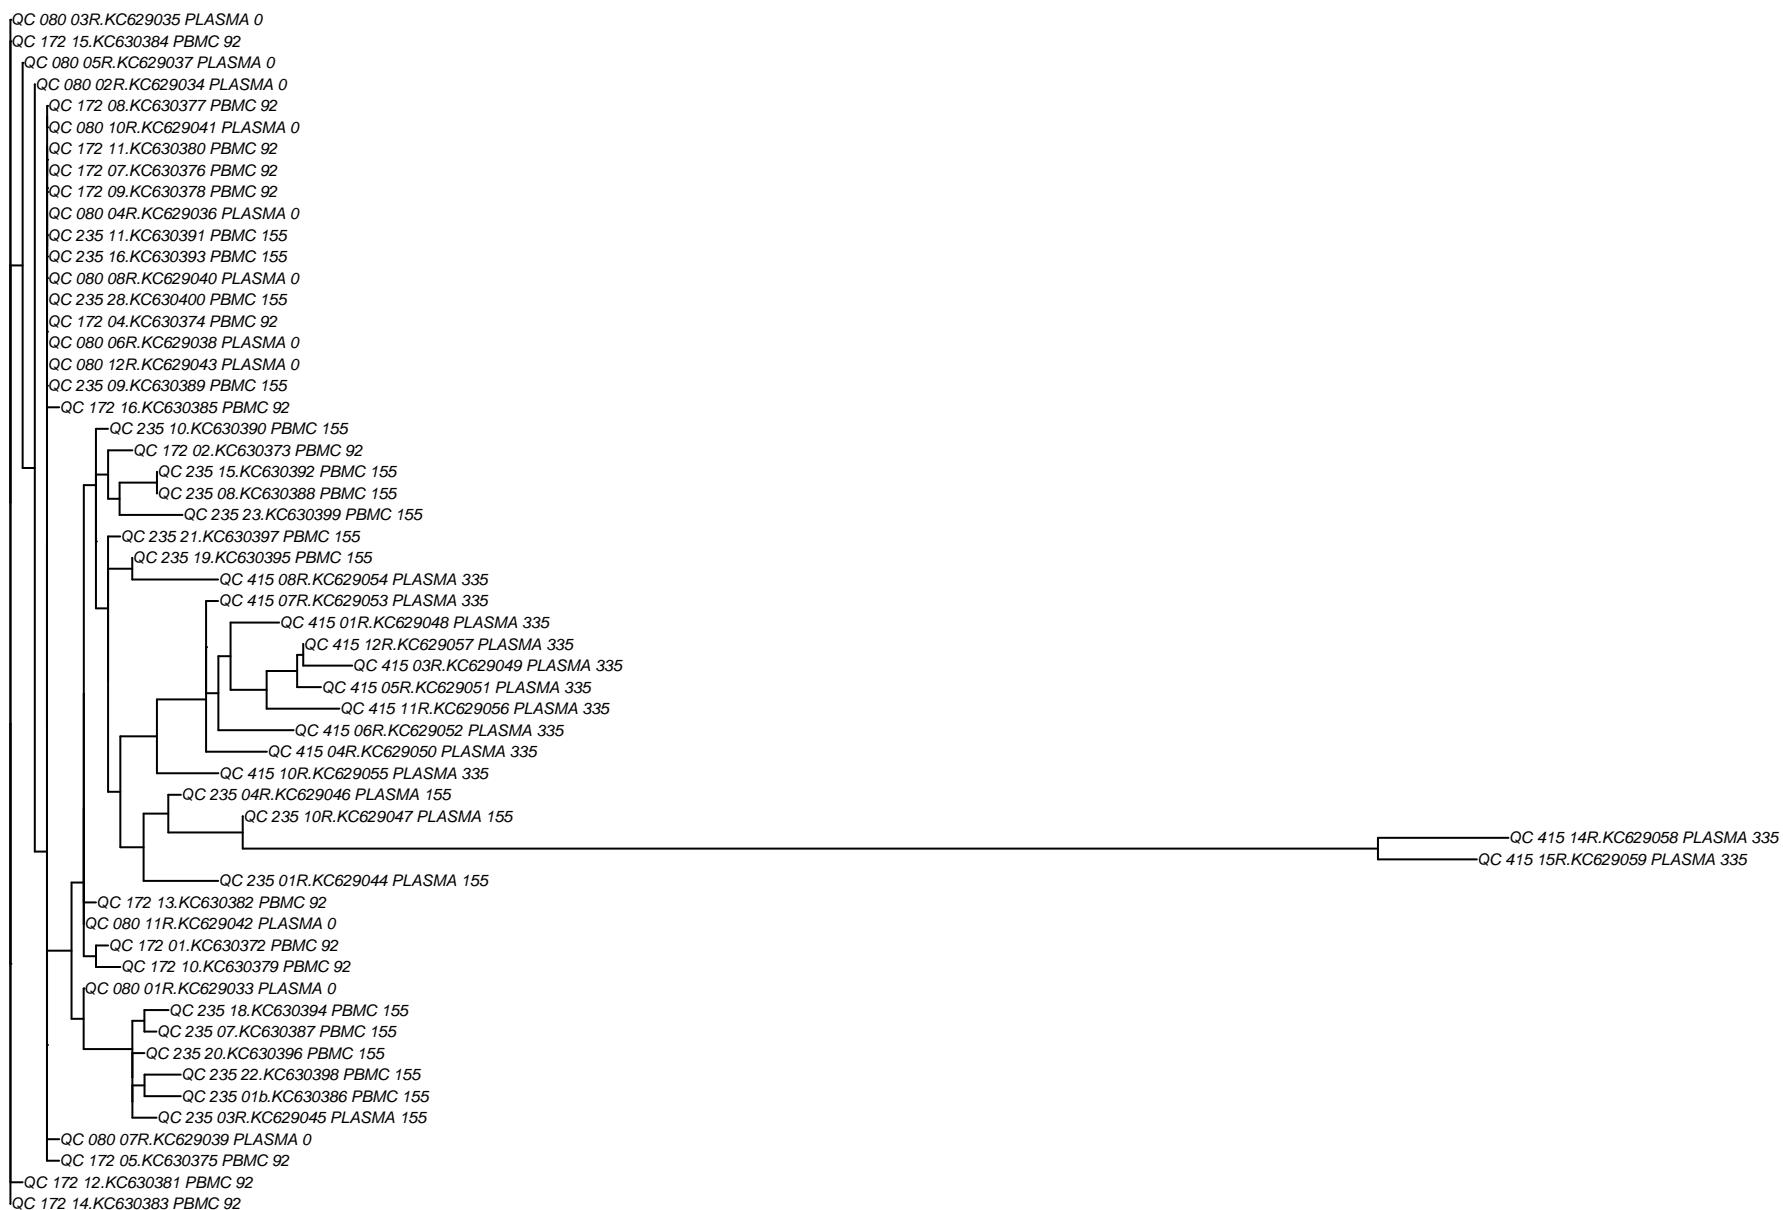 QC 080 03R.KC629035 PLASMA 0
QC 172 15.KC630384 PBMC 92
QC 080 05R.KC629037 PLASMA 0
QC 080 02R.KC629034 PLASMA 0
QC 172 08.KC630377 PBMC 92
QC 080 10R.KC629041 PLASMA 0
QC 172 11.KC630380 PBMC 92
QC 172 07.KC630376 PBMC 92
QC 172 09.KC630378 PBMC 92
QC 080 04R.KC629036 PLASMA 0
QC 235 11.KC630391 PBMC 155
QC 235 16.KC630393 PBMC 155
QC 080 08R.KC629040 PLASMA 0
QC 235 28.KC630400 PBMC 155
QC 172 04.KC630374 PBMC 92
QC 080 06R.KC629038 PLASMA 0
QC 080 12R.KC629043 PLASMA 0
QC 235 09.KC630389 PBMC 155
QC 172 16.KC630385 PBMC 92
QC 235 10.KC630390 PBMC 155
QC 172 02.KC630373 PBMC 92
QC 235 15.KC630392 PBMC 155
QC 235 08.KC630388 PBMC 155
QC 235 23.KC630399 PBMC 155
QC 235 21.KC630397 PBMC 155
QC 235 19.KC630395 PBMC 155
QC 415 08R.KC629054 PLASMA 335
QC 415 07R.KC629053 PLASMA 335
QC 415 01R.KC629048 PLASMA 335
QC 415 12R.KC629057 PLASMA 335
QC 415 03R.KC629049 PLASMA 335
QC 415 05R.KC629051 PLASMA 335
QC 415 11R.KC629056 PLASMA 335
QC 415 06R.KC629052 PLASMA 335
QC 415 04R.KC629050 PLASMA 335
QC 415 10R.KC629055 PLASMA 335
QC 235 04R.KC629046 PLASMA 155
QC 235 10R.KC629047 PLASMA 155
QC 415 14R.KC629058 PLASMA 335
QC 415 15R.KC629059 PLASMA 335
QC 235 01R.KC629044 PLASMA 155
QC 172 13.KC630382 PBMC 92
QC 080 11R.KC629042 PLASMA 0
QC 172 01.KC630372 PBMC 92
QC 172 10.KC630379 PBMC 92
QC 080 01R.KC629033 PLASMA 0
QC 235 18.KC630394 PBMC 155
QC 235 07.KC630387 PBMC 155
QC 235 20.KC630396 PBMC 155
QC 235 22.KC630398 PBMC 155
QC 235 01b.KC630386 PBMC 155
QC 235 03R.KC629045 PLASMA 155
QC 080 07R.KC629039 PLASMA 0
QC 172 05.KC630375 PBMC 92
QC 172 12.KC630381 PBMC 92
QC 172 14.KC630383 PBMC 92